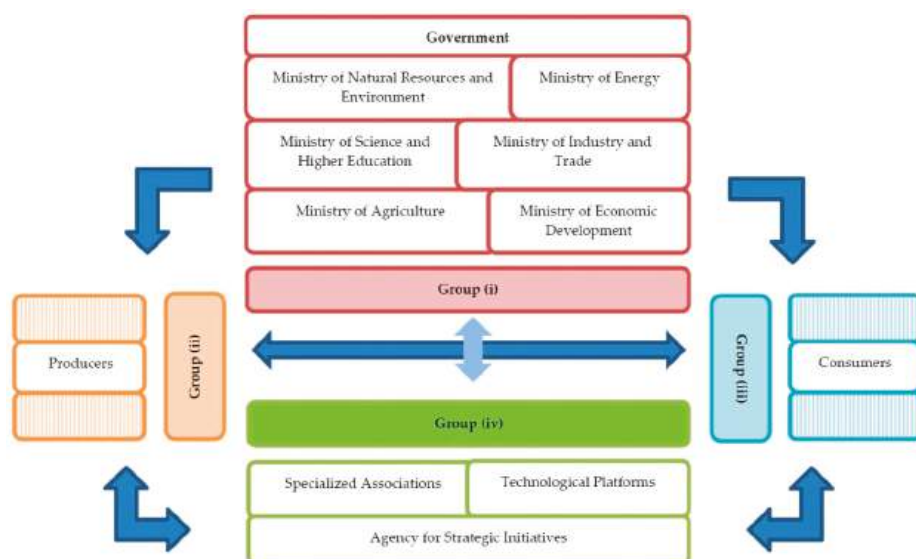 Government
Ministry of Natural Resources and
Environment
Ministry of Energy
Ministry of Science and
Higher Education
Ministry of Industry and
Trade
Ministry of Agriculture
Ministry of Economic
Development
Group (i)
Producers
Group (ii)
Group (iii)
Consumers
Group (iv)
Specialized Associations
Technological Platforms
Agency for Strategic Initiatives